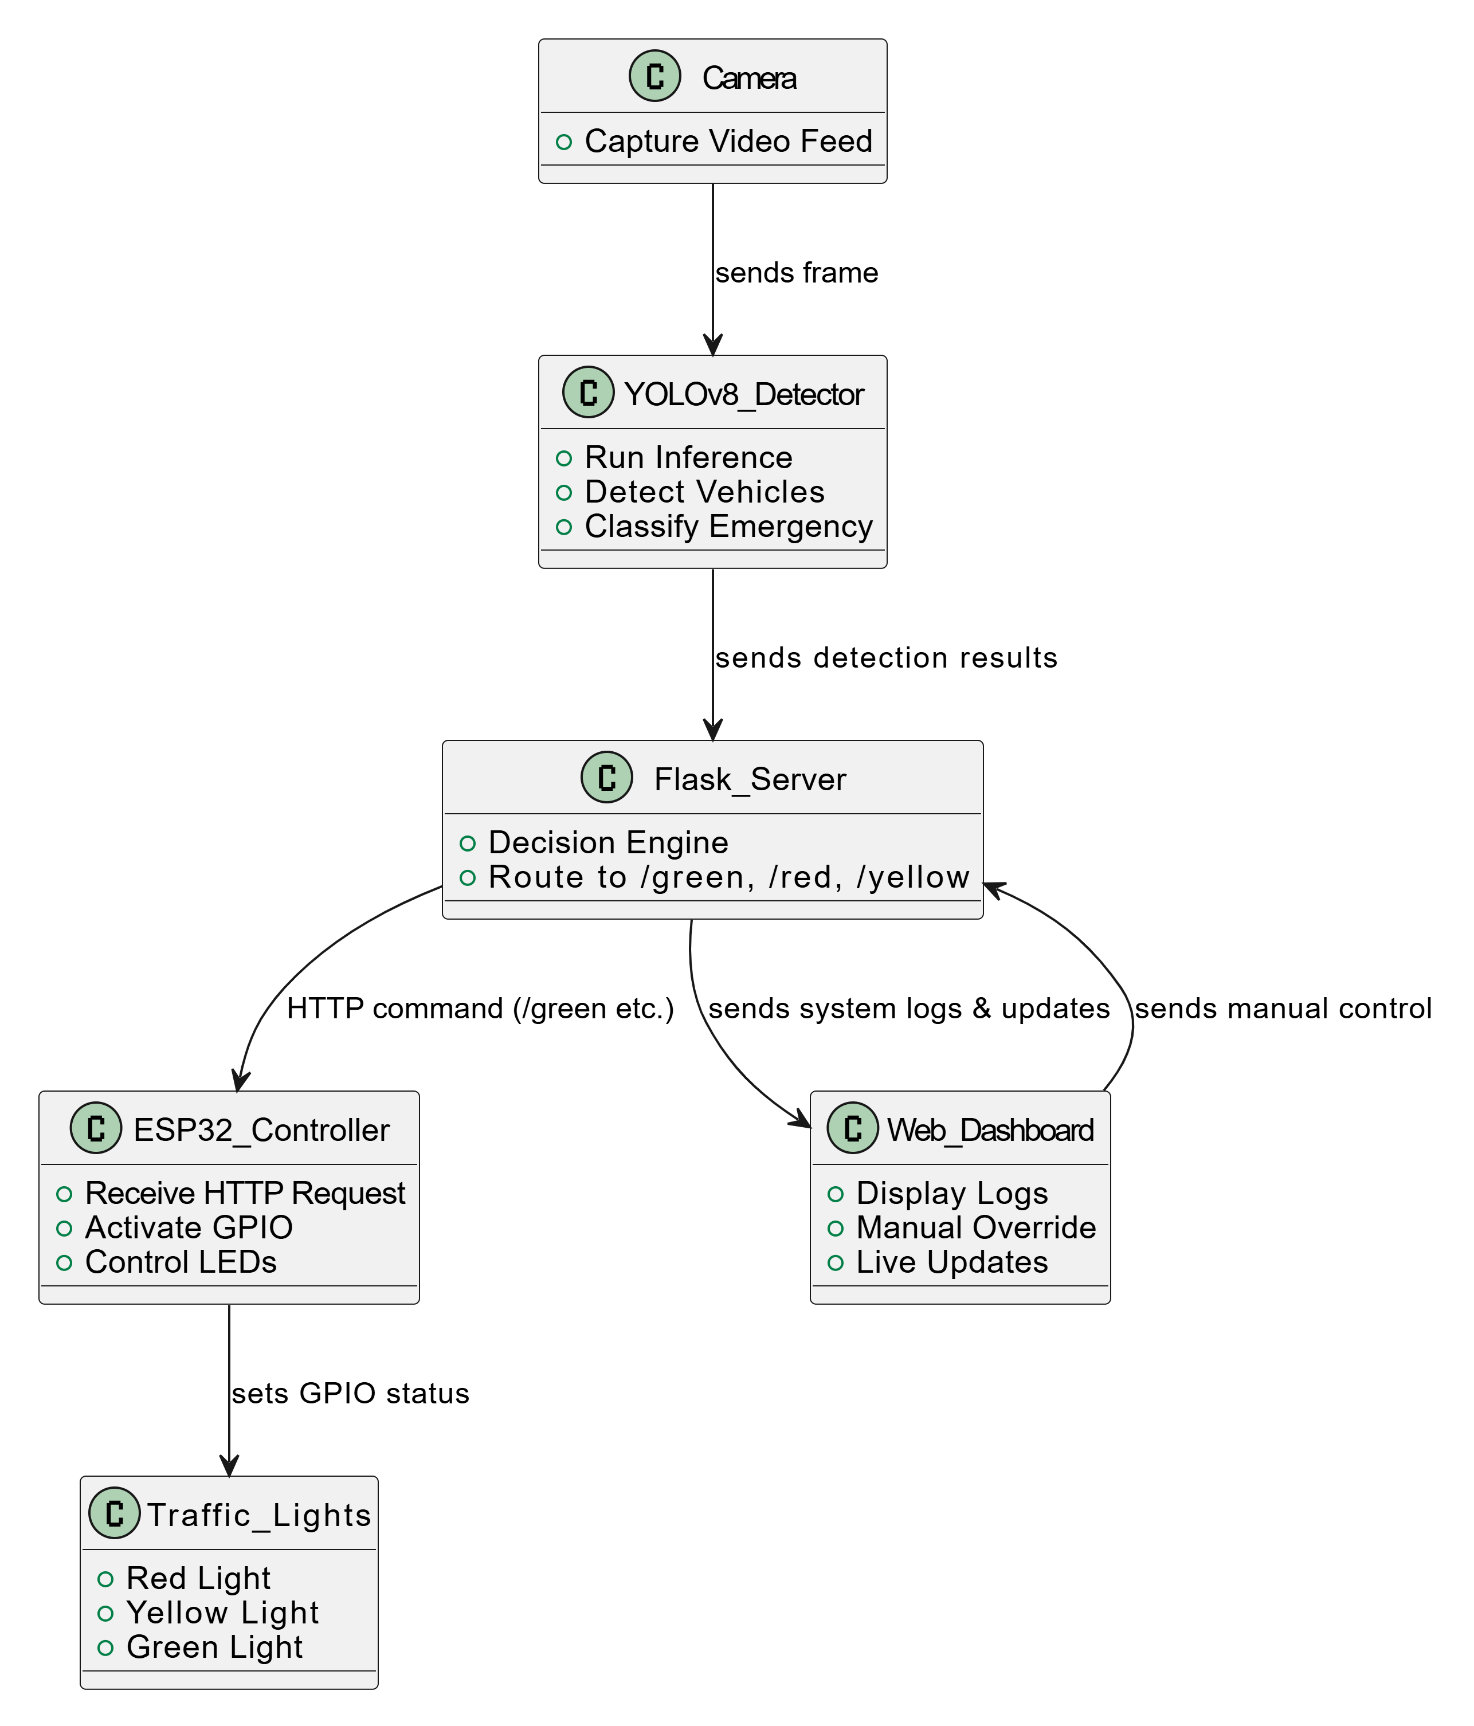 C Camera
Capture Video Feed
sends frame
C YOLOv8_Detector
Run Inference
Detect Vehicles
Classify Emergency
sends detection results
C Flask_Server
Decision Engine
Route to /green, /red, /yellow
HTTP command (/green etc.)
sends system logs & updates
sends manual control
C ESP32_Controller
Receive HTTP Request
Activate GPIO
Control LEDs
C Web_Dashboard
Display Logs
Manual Override
Live Updates
sets GPIO status
C Traffic_Lights
Red Light
Yellow Light
Green Light